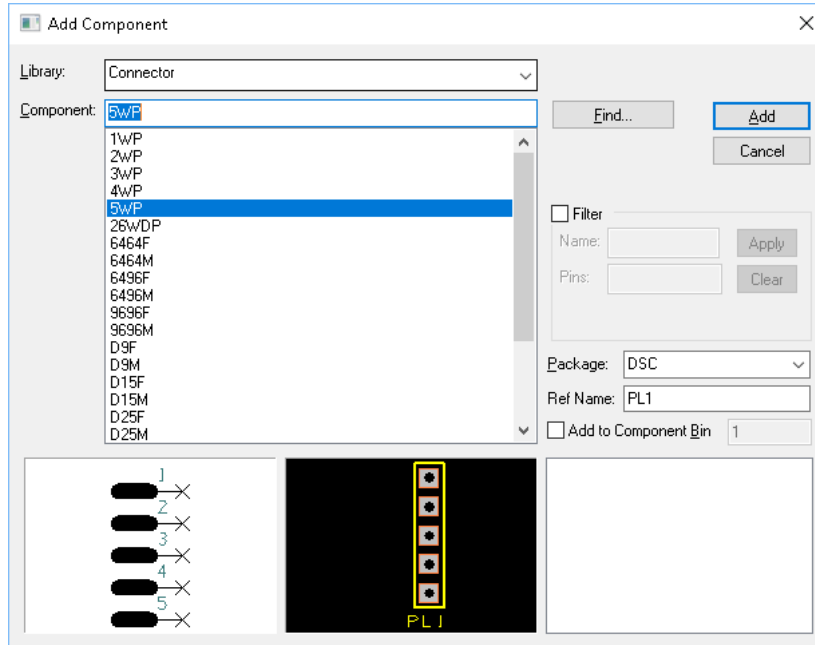 Add Component
Library: Connector
Component: 5WP
Find...
Add
Cancel
1WP
2WP
3WP
4WP
5WP
26WDP
6464F
6464M
6496F
6496M
9696F
9696M
D9F
D9M
D15F
D15M
D25F
D25M
Filter
Name:
Apply
Pins:
Clear
Package: DSC
Ref Name: PL1
Add to Component Bin 1
1
2
3
4
5
PL1